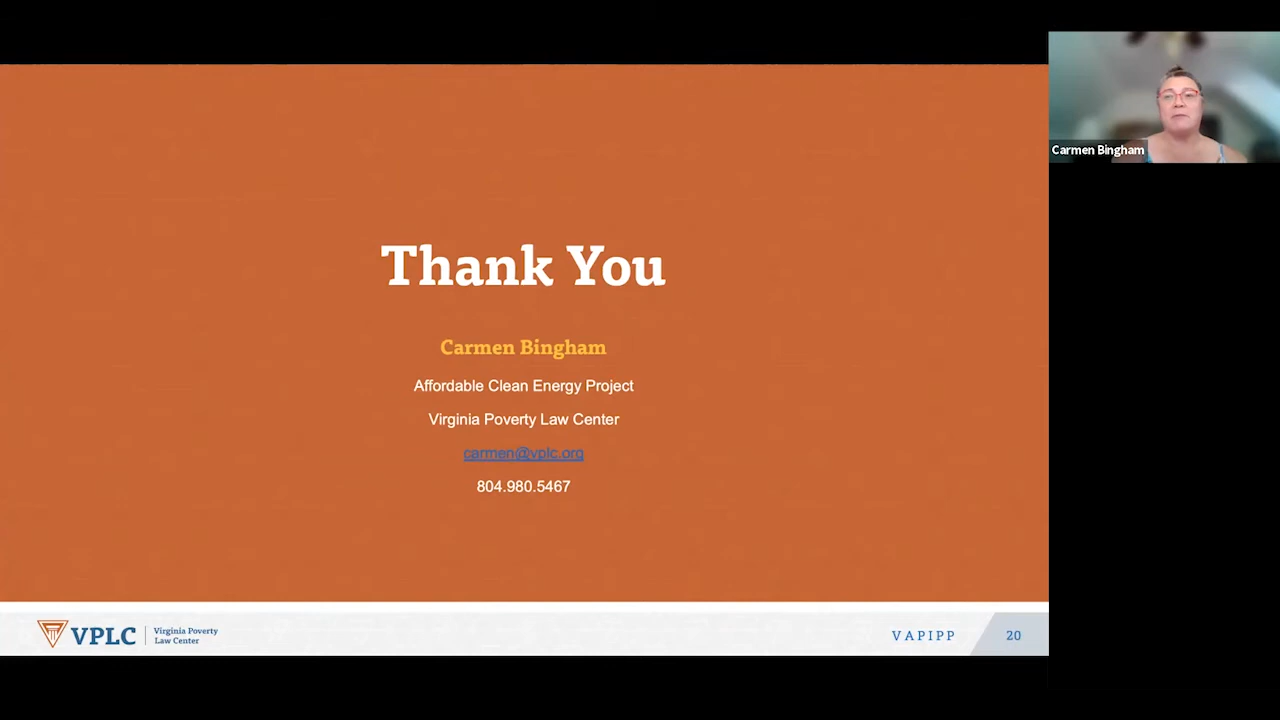 Thank You
Carmen Bingham
Affordable Clean Energy Project
Virginia Poverty Law Center
carmen@vplc.org
804.980.5467
VPLC
Virginia Poverty
Law Center
VAPIPP
20
Carmen Bingham